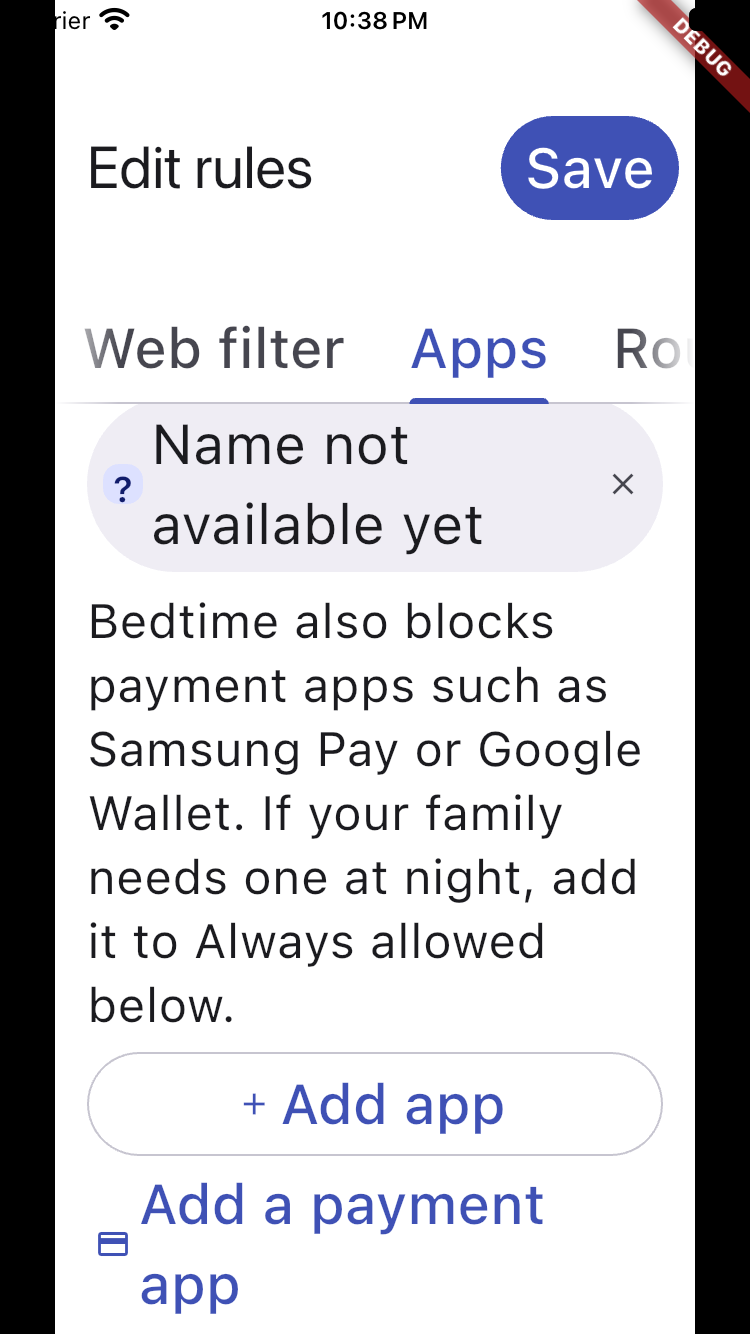 10:38 PM
DEBUG
Edit rules
Save
Web filter Apps
Name not
?
available yet
Bedtime also blocks
payment apps such as
Samsung Pay or Google
Wallet. If your family
needs one at night, add
it to Always allowed
below.
+ Add app
Add a payment
app